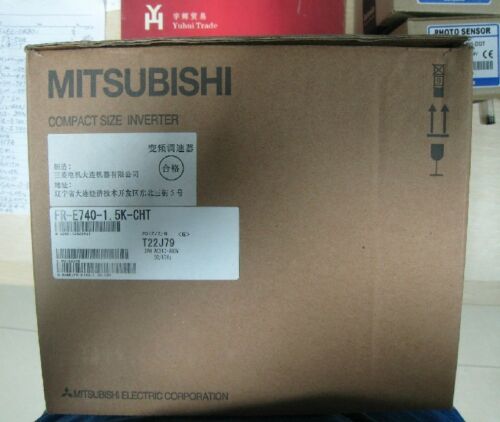 宇辉贸易
Yuhui Trade
PHOTO SENSOR
MITSUBISHI
COMPACT SIZE INVERTER
变频调速器
制造:
三菱电机大连机器有限公司
合格
地址:
辽宁省大连经济技术开发区东北三街5号
FR-E740-1.5K-CHT
T22J79
MITSUBISHI ELECTRIC CORPORATION